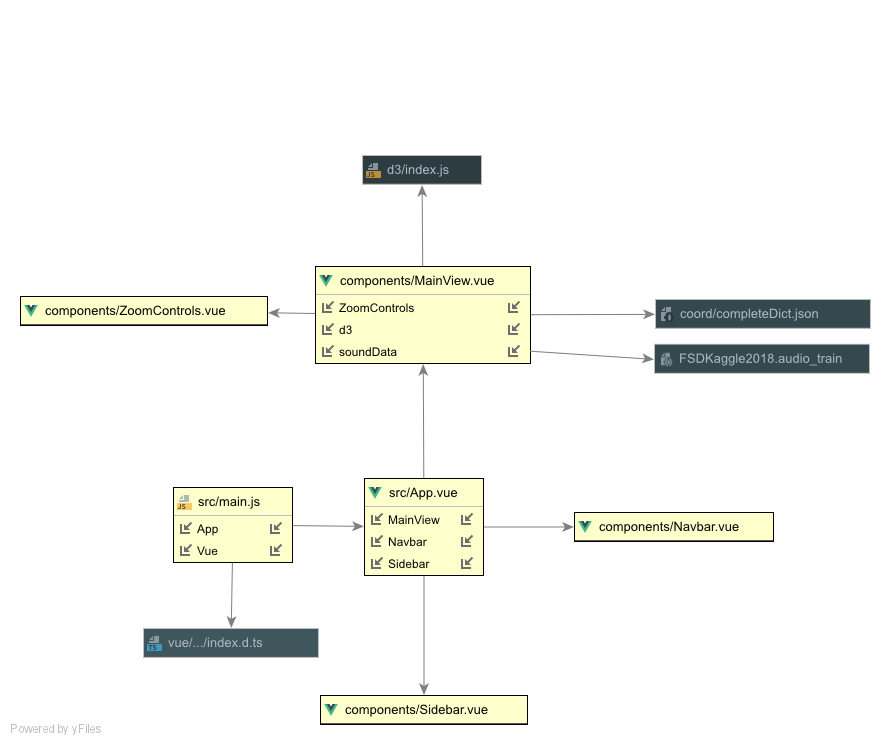 d3/index.js
components/MainView.vue
ZoomControls
d3
soundData
components/ZoomControls.vue
coord/completeDict.json
FSDKaggle2018.audio_train
src/main.js
App
Vue
src/App.vue
MainView
Navbar
Sidebar
components/Navbar.vue
vue/.../index.d.ts
components/Sidebar.vue
Powered by yFiles